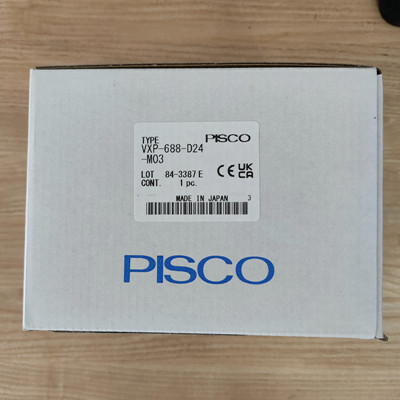 TYPE PISCO
VXP-688-D24
-M03
LOT 84-3387E
CONT. 1 pc.
CE UK CA
MADE IN JAPAN 3
PISCO